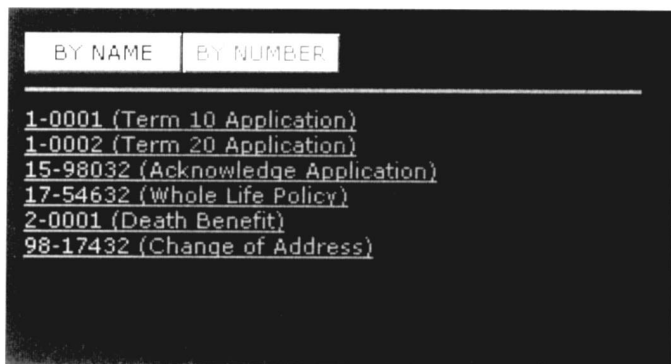 BY NAME BY NUMBER
1-0001 (Term 10 Application)
1-0002 (Term 20 Application)
15-98032 (Acknowledge Application)
17-54632 (Whole Life Policy)
2-0001 (Death Benefit)
98-17432 (Change of Address)